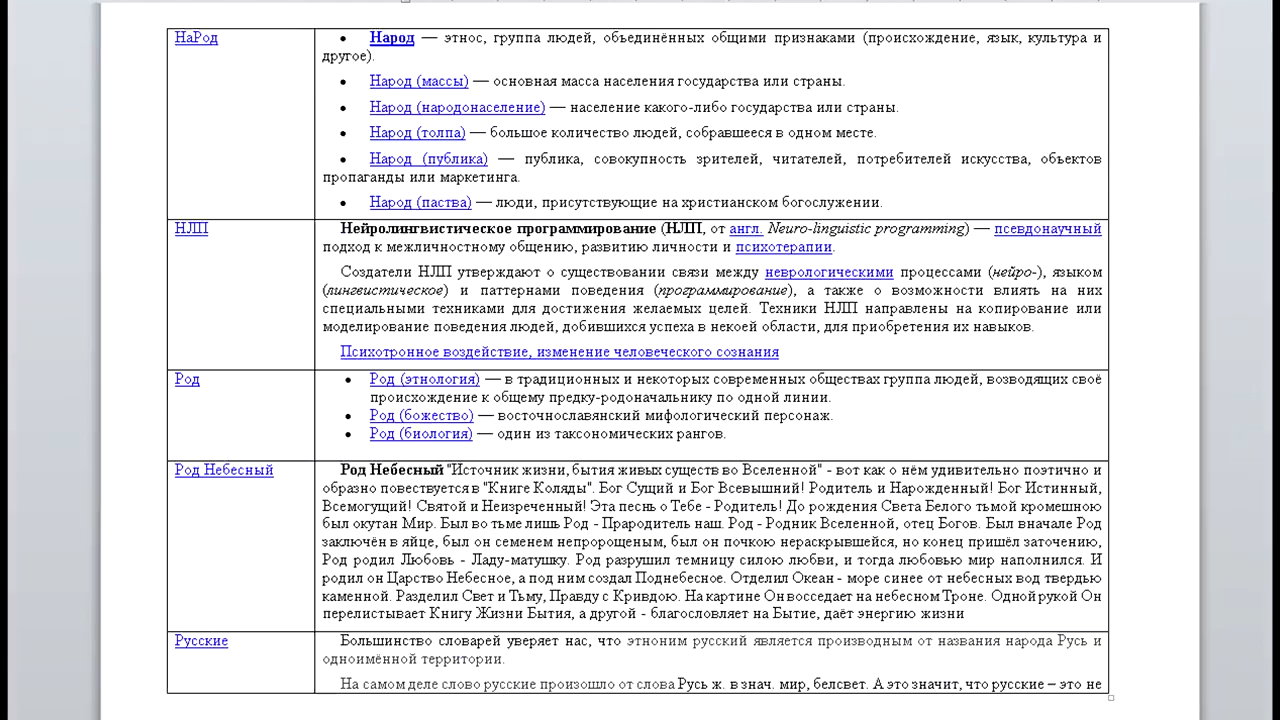 НаРод
• Народ — этнос, группа людей, объединённых общими признаками (происхождение, язык, культура и
другое).
• Народ (массы) — основная масса населения государства или страны.
• Народ (народонаселение) — население какого-либо государства или страны.
• Народ (толпа) — большое количество людей, собравшееся в одном месте.
• Народ (публика) — публика, совокупность зрителей, читателей, потребителей искусства, объектов
пропаганды или маркетинга.
• Народ (паства) — люди, присутствующие на христианском богослужении.
НЛП
Нейролингвистическое программирование (НЛП, от англ. Neuro-linguistic programming) — псевдонаучный
подход к межличностному общению, развитию личности и психотерапии.
Создатели НЛП утверждают о существовании связи между неврологическими процессами (нейро-), языком
(лингвистическое) и паттернами поведения (программирование), а также о возможности влиять на них
специальными техниками для достижения желаемых целей. Техники НЛП направлены на копирование или
моделирование поведения людей, добившихся успеха в некоей области, для приобретения их навыков.
Психотронное воздействие, изменение человеческого сознания
Род
• Род (этнология) — в традиционных и некоторых современных обществах группа людей, возводящих своё
происхождение к общему предку-родоначальнику по одной линии.
• Род (божество) — восточнославянский мифологический персонаж.
• Род (биология) — один из таксономических рангов.
Род Небесный
Род Небесный "Источник жизни, бытия живых существ во Вселенной" - вот как о нём удивительно поэтично и
образно повествуется в "Книге Коляды". Бог Сущий и Бог Всевышний! Родитель и Нарожденный! Бог Истинный,
Всемогущий! Святой и Неизреченный! Эта песнь о Тебе - Родитель! До рождения Света Белого тьмой кромешною
был окутан Мир. Был во тьме лишь Род - Прародитель наш. Род - Родник Вселенной, отец Богов. Был вначале Род
заключён в яйце, был он семенем непророщеным, был он почкою нераскрывшейся, но конец пришёл заточению,
Род родил Любовь - Ладу-матушку. Род разрушил темницу силою любви, и тогда любовью мир наполнился. И
родил он Царство Небесное, а под ним создал Поднебесное. Отделил Океан - море синее от небесных вод твердью
каменной. Разделил Свет и Тьму, Правду с Кривдою. На картине Он восседает на небесном Троне. Одной рукой Он
перелистывает Книгу Жизни Бытия, а другой - благословляет на Бытие, даёт энергию жизни
Русские
Большинство словарей уверяет нас, что этноним русский является производным от названия народа Русь и
одноимённой территории.
На самом деле слово русские произошло от слова Русь ж. в знач. мир, белсвет. А это значит, что русские – это не